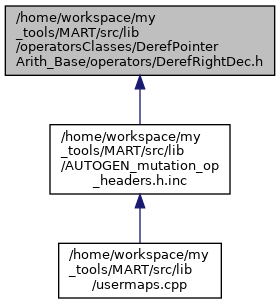 /home/workspace/my
_tools/MART/src/lib
/operatorsClasses/DerefPointer
Arith_Base/operators/DerefRightDec.h
/home/workspace/my
_tools/MART/src/lib
/AUTOGEN_mutation_op
_headers.h.inc
/home/workspace/my
_tools/MART/src/lib
/usermaps.cpp